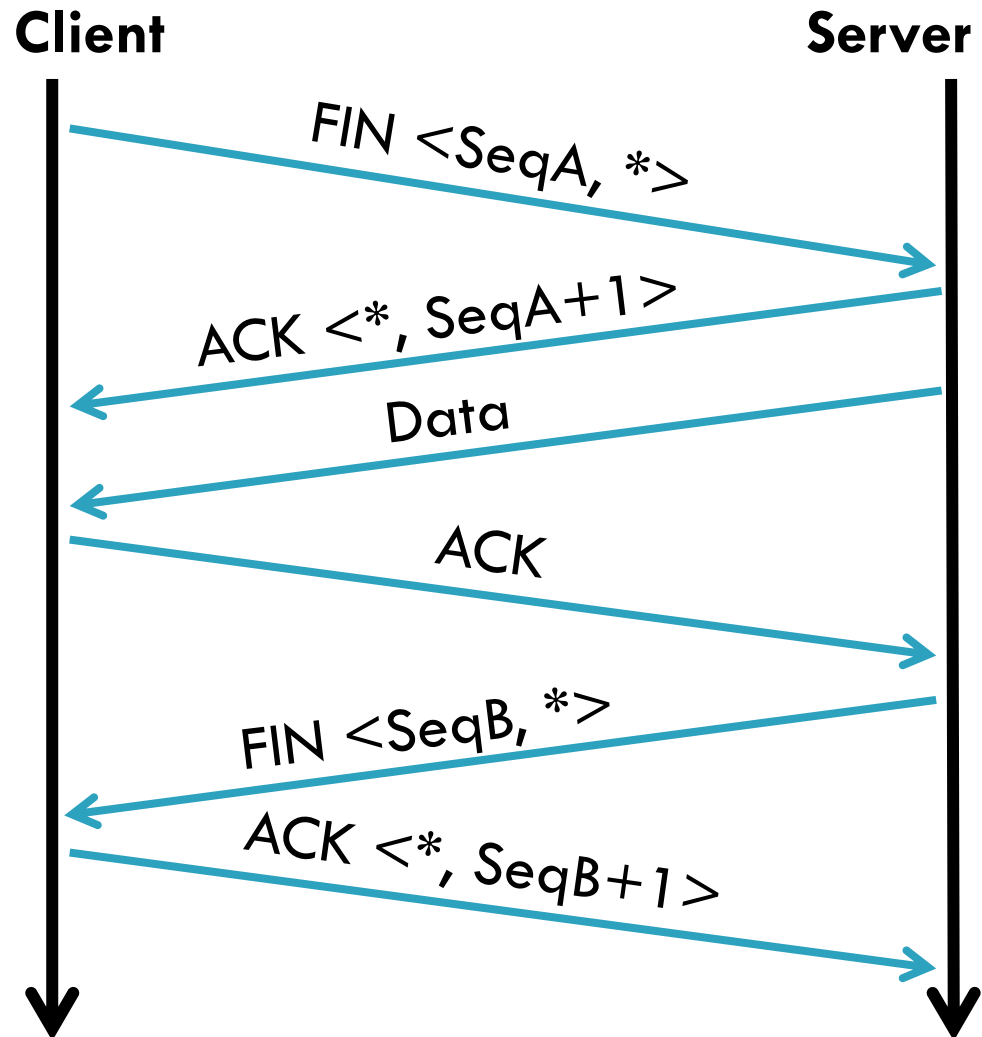 Client
Server
FIN <SeqA, *>
ACK <*, SeqA+1>
Data
ACK
FIN <SeqB, *>
ACK <*, SeqB+1>